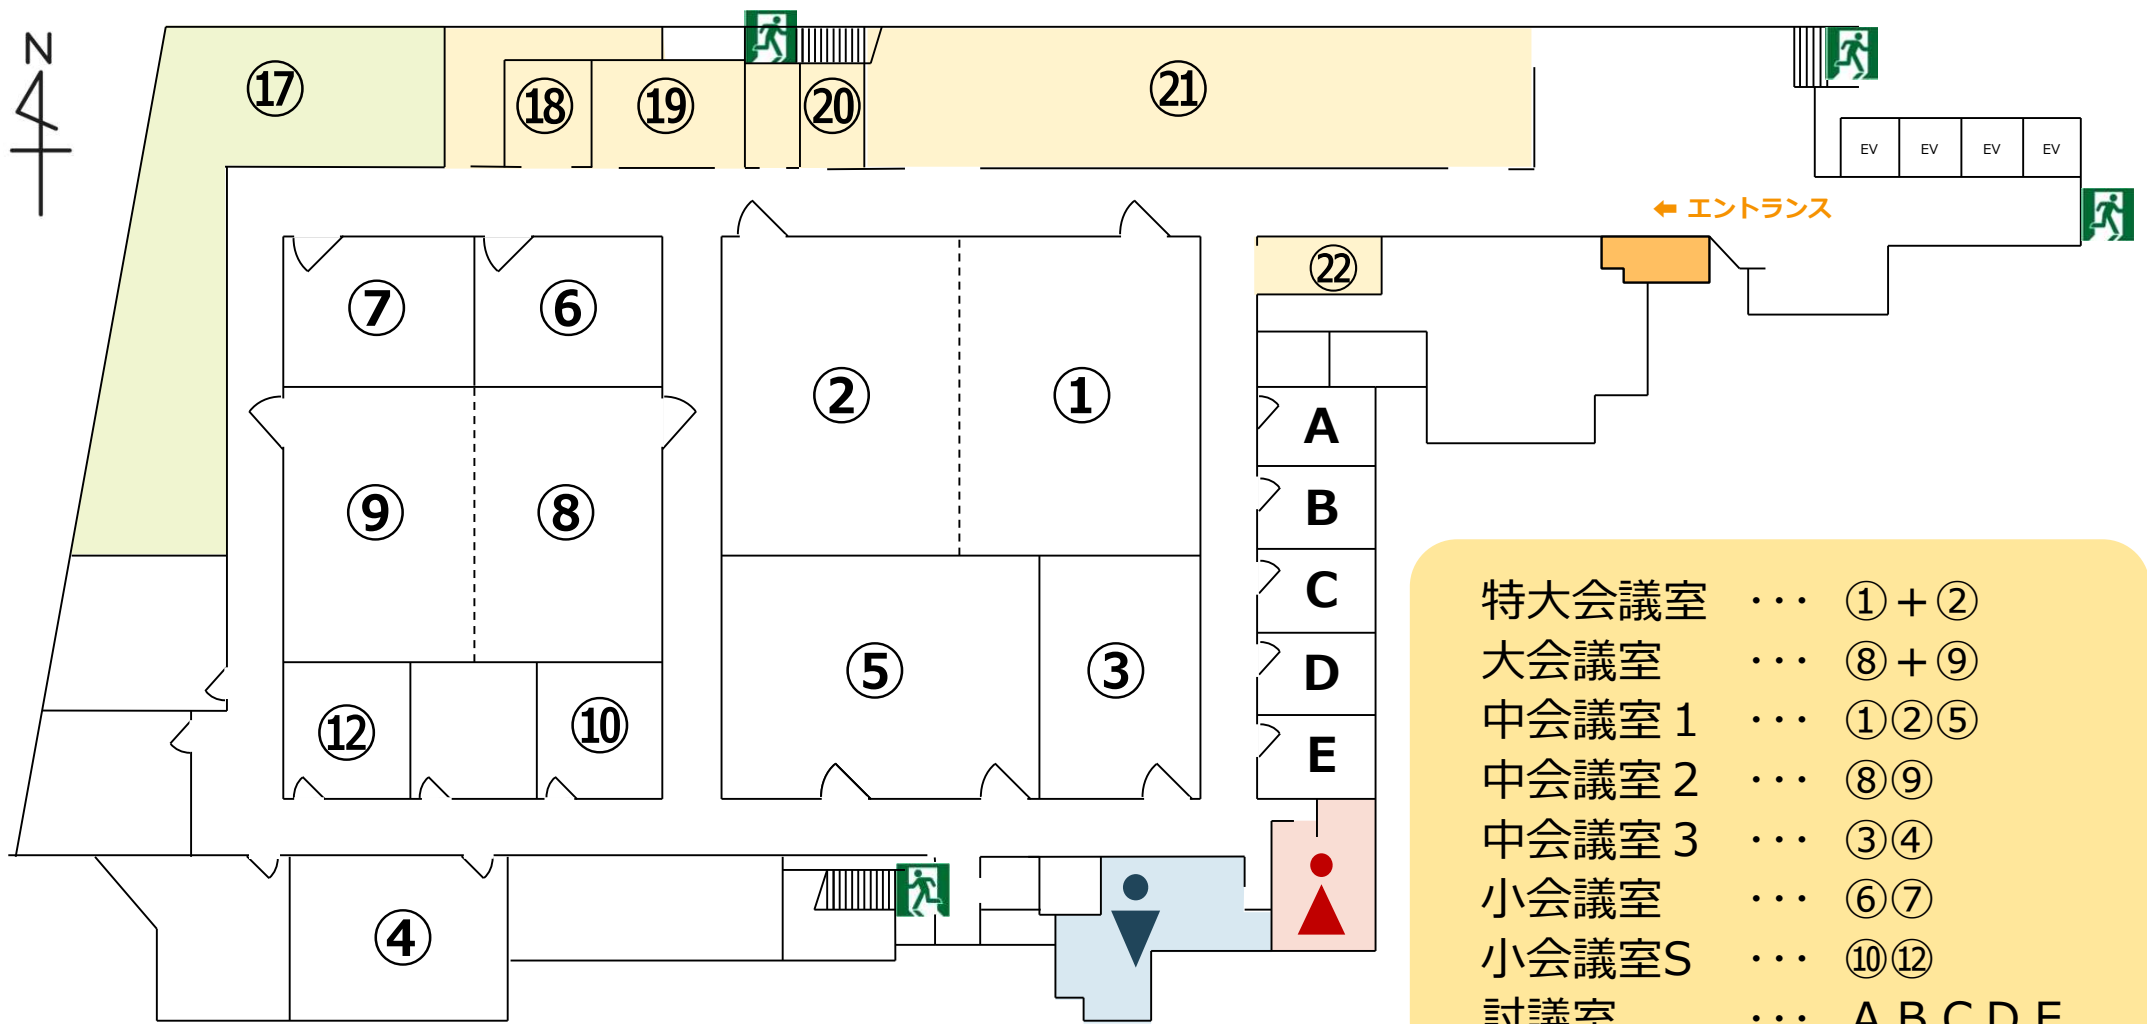 N
⑰
⑱
⑲
⑳
㉑
EV EV EV EV
エントランス
㉒
⑦
⑥
②
①
A
⑨
⑧
B
C
⑤
③
D
⑫
⑩
E
④
特大会議室 ・・・ ①+②
大会議室 ・・・ ⑧+⑨
中会議室1 ・・・ ①②⑤
中会議室2 ・・・ ⑧⑨
中会議室3 ・・・ ③④
小会議室 ・・・ ⑥⑦
小会議室S ・・・ ⑩⑫
討議室 ・・・ A B C D E